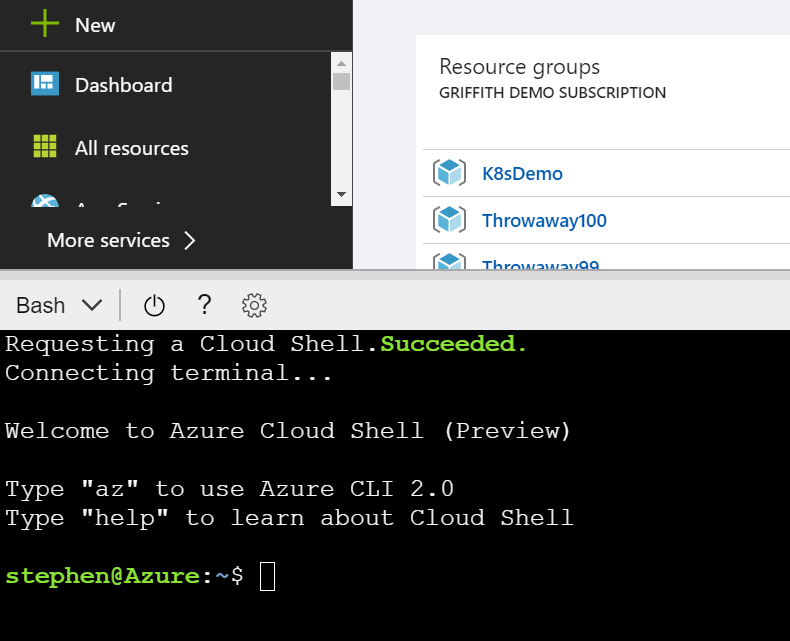 New
Dashboard
All resources
More services
Resource groups
GRIFFITH DEMO SUBSCRIPTION
K8sDemo
Throwaway100
Throwaway99
Bash
?
Requesting a Cloud Shell.Succeeded.
Connecting terminal...
Welcome to Azure Cloud Shell (Preview)
Type "az" to use Azure CLI 2.0
Type "help" to learn about Cloud Shell
stephen@Azure:~$